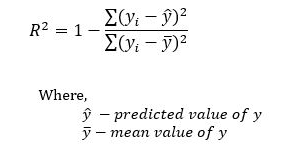 R² = 1 − Σ(yᵢ − ŷ)² / Σ(yᵢ − ȳ)²
Where,
ŷ − predicted value of y
ȳ − mean value of y